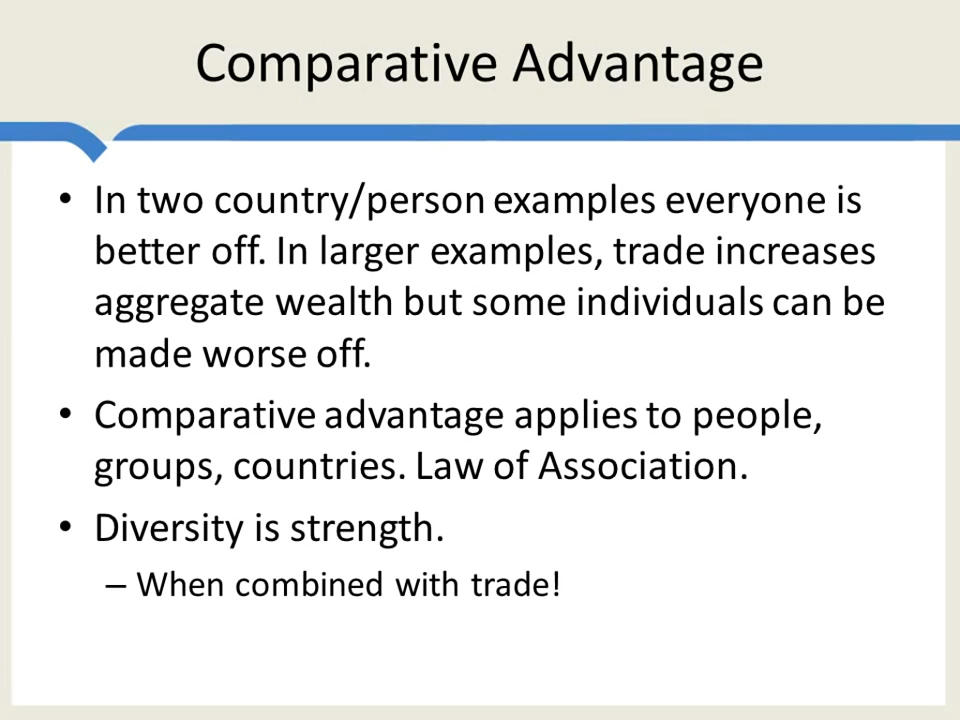 Comparative Advantage
• In two country/person examples everyone is
better off. In larger examples, trade increases
aggregate wealth but some individuals can be
made worse off.
• Comparative advantage applies to people,
groups, countries. Law of Association.
• Diversity is strength.
– When combined with trade!